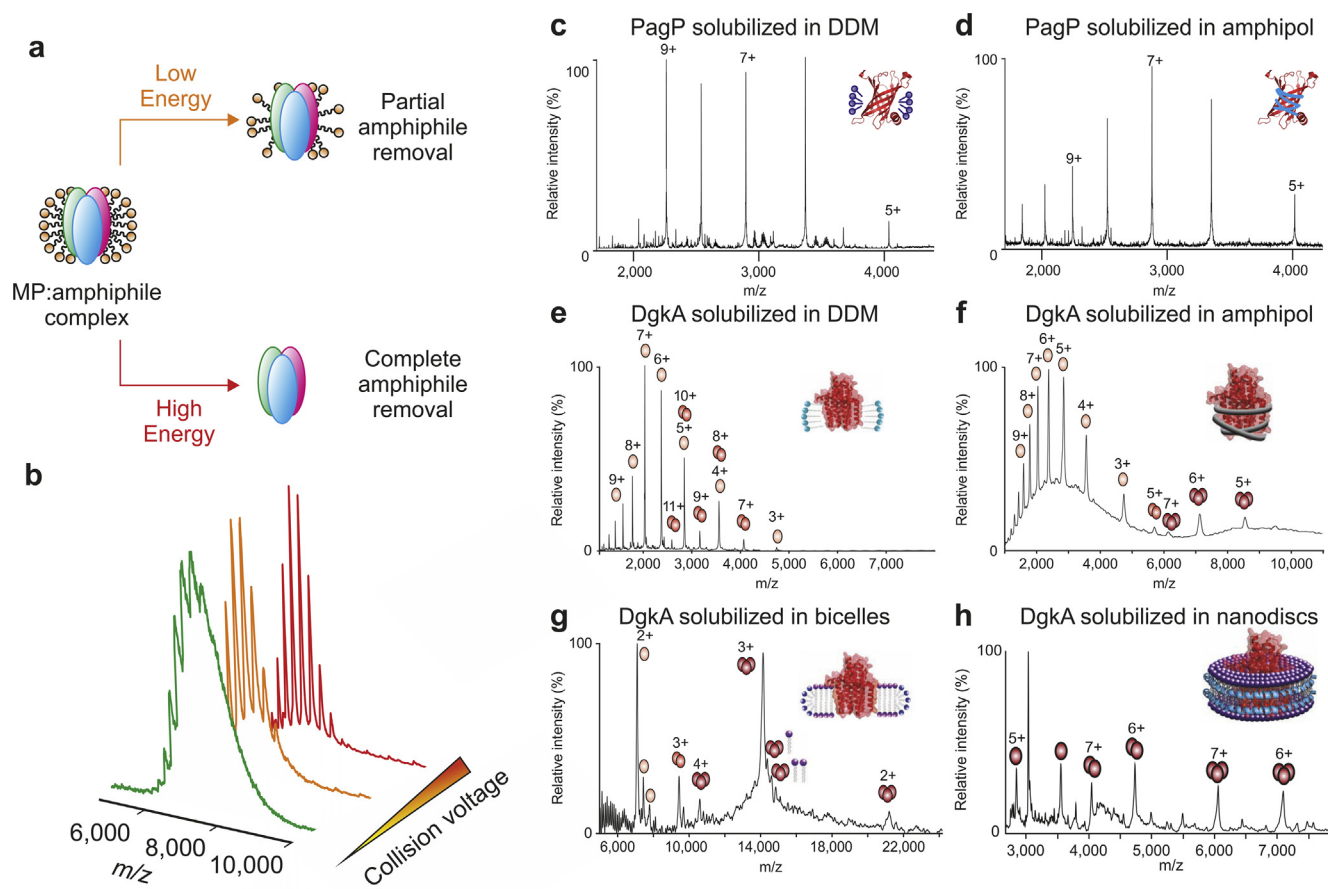 a
Low
Energy
Partial
amphiphile
removal
MP:amphiphile
complex
High
Energy
Complete
amphiphile
removal
b
6,000
8,000
10,000
m/z
Collision voltage
c
PagP solubilized in DDM
Relative intensity (%)
100
0
9+
7+
5+
2,000
3,000
4,000
m/z
d
PagP solubilized in amphipol
Relative intensity (%)
100
0
9+
7+
5+
2,000
3,000
4,000
m/z
e
DgkA solubilized in DDM
Relative intensity (%)
100
0
9+
8+
7+
6+
10+
5+
11+
9+
8+
4+
7+
3+
2,000
3,000
4,000
5,000
6,000
7,000
m/z
f
DgkA solubilized in amphipol
Relative intensity (%)
100
0
9+
8+
7+
6+
5+
4+
3+
5+
7+
6+
5+
2,000
4,000
6,000
8,000
10,000
m/z
g
DgkA solubilized in bicelles
Relative intensity (%)
100
0
2+
3+
4+
3+
2+
6,000
10,000
14,000
18,000
22,000
m/z
h
DgkA solubilized in nanodiscs
Relative intensity (%)
100
0
5+
7+
6+
7+
6+
3,000
4,000
5,000
6,000
7,000
m/z